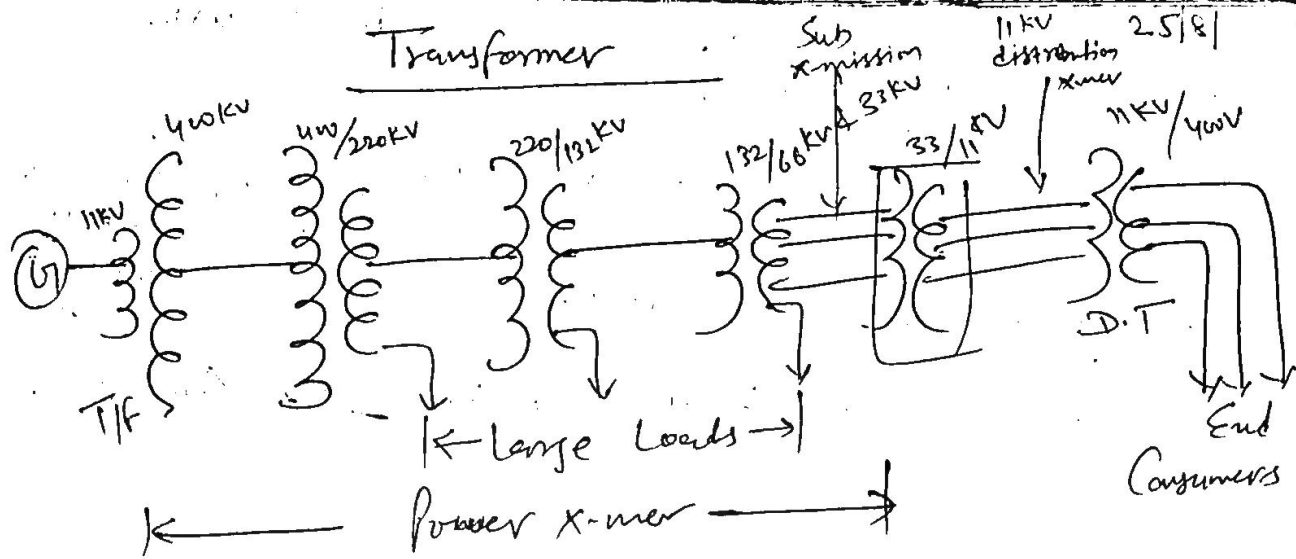 Transformer
Sub
x-mission
11KV
distribution
x-mer
25/8/
400KV
400/220KV
220/132KV
132/66KV & 33KV
33/11KV
11KV/400V
11KV
G
T/F
D.T
Large Loads
End
Consumers
Power x-mer